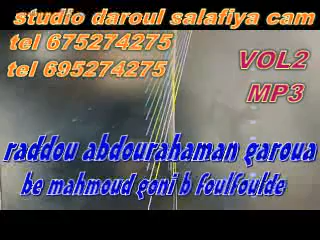 studio daroul salafiya cam
tel 675274275
tel 695274275
VOL2
MP3
raddou abdourahaman garoua
be mahmoud goni b foulfoulde